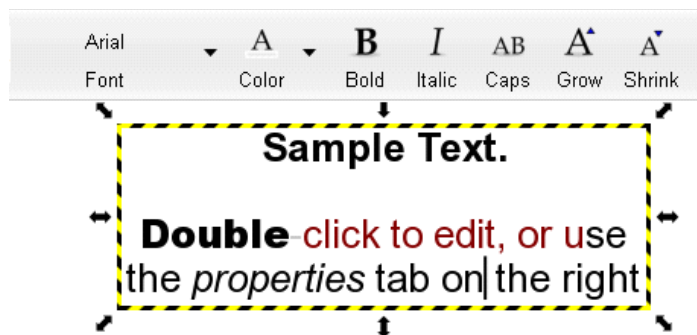 Arial A B I AB A A
Font Color Bold Italic Caps Grow Shrink
Sample Text.
Double-click to edit, or use
the properties tab on the right